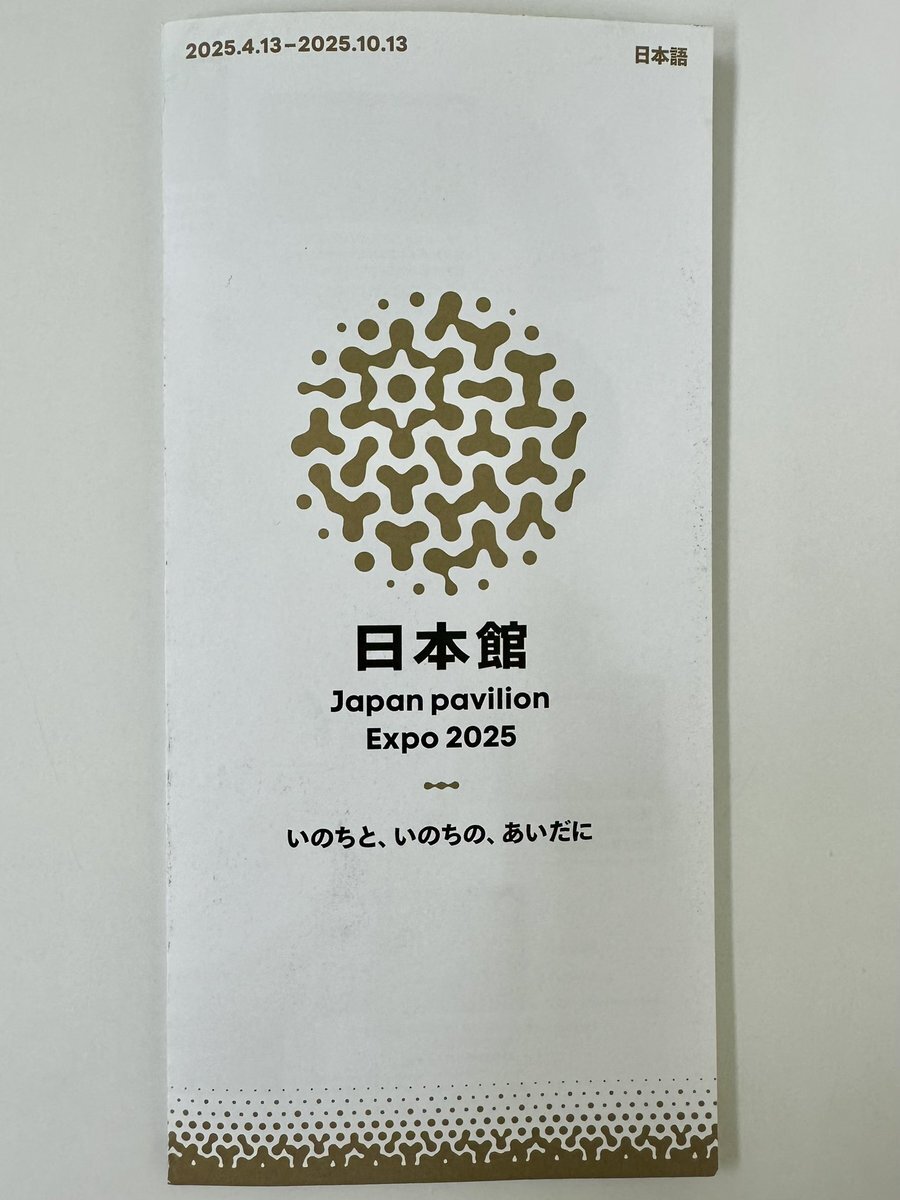 2025.4.13–2025.10.13
日本語
日本館
Japan pavilion
Expo 2025
いのちと、いのちの、あいだに